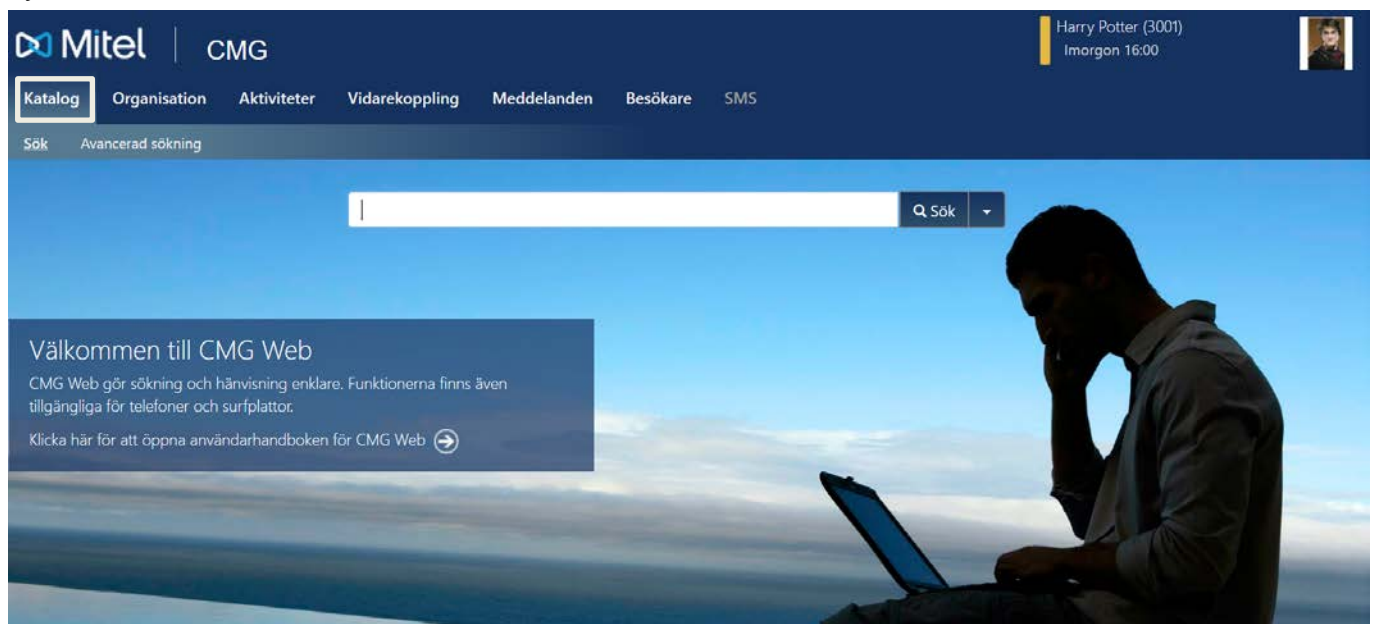 Mitel | CMG
Harry Potter (3001)
Imorgon 16:00
Katalog Organisation Aktiviteter Vidarekoppling Meddelanden Besökare SMS
Sök Avancerad sökning
Sök
Välkommen till CMG Web
CMG Web gör sökning och hänvisning enklare. Funktionerna finns även
tillgängliga för telefoner och surfplattor.
Klicka här för att öppna användarhandboken för CMG Web